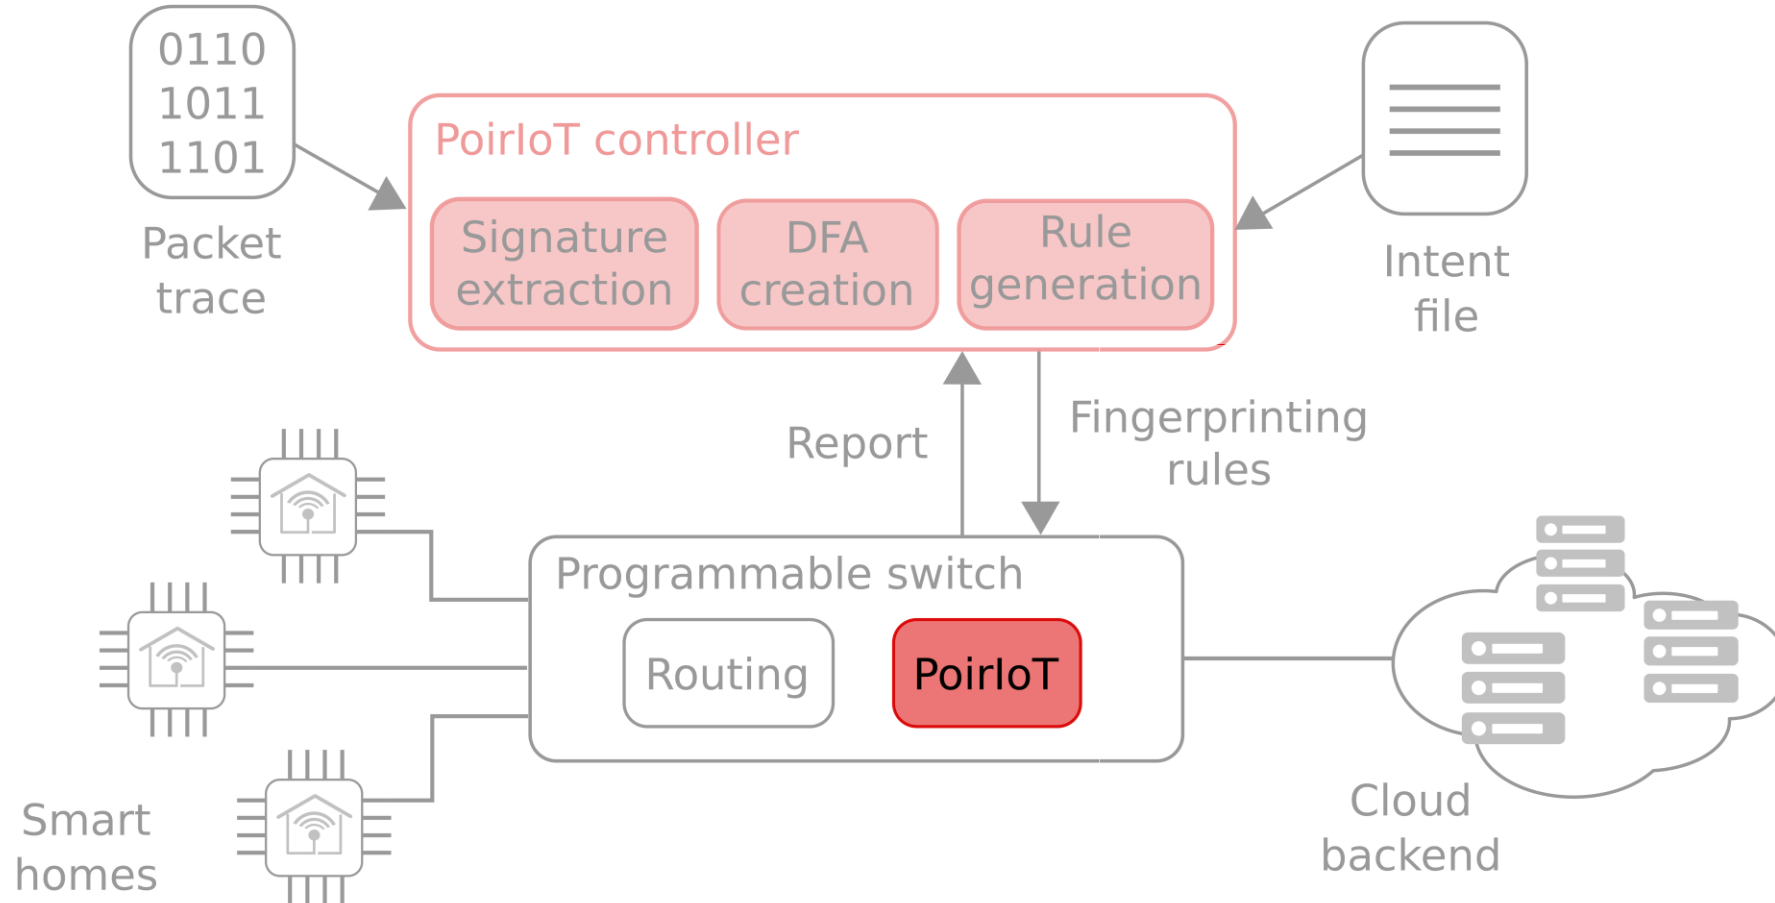 0110
1011
1101
Packet
trace
PoirIoT controller
Signature
extraction
DFA
creation
Rule
generation
Intent
file
Report
Fingerprinting
rules
Programmable switch
Routing
PoirIoT
Smart
homes
Cloud
backend